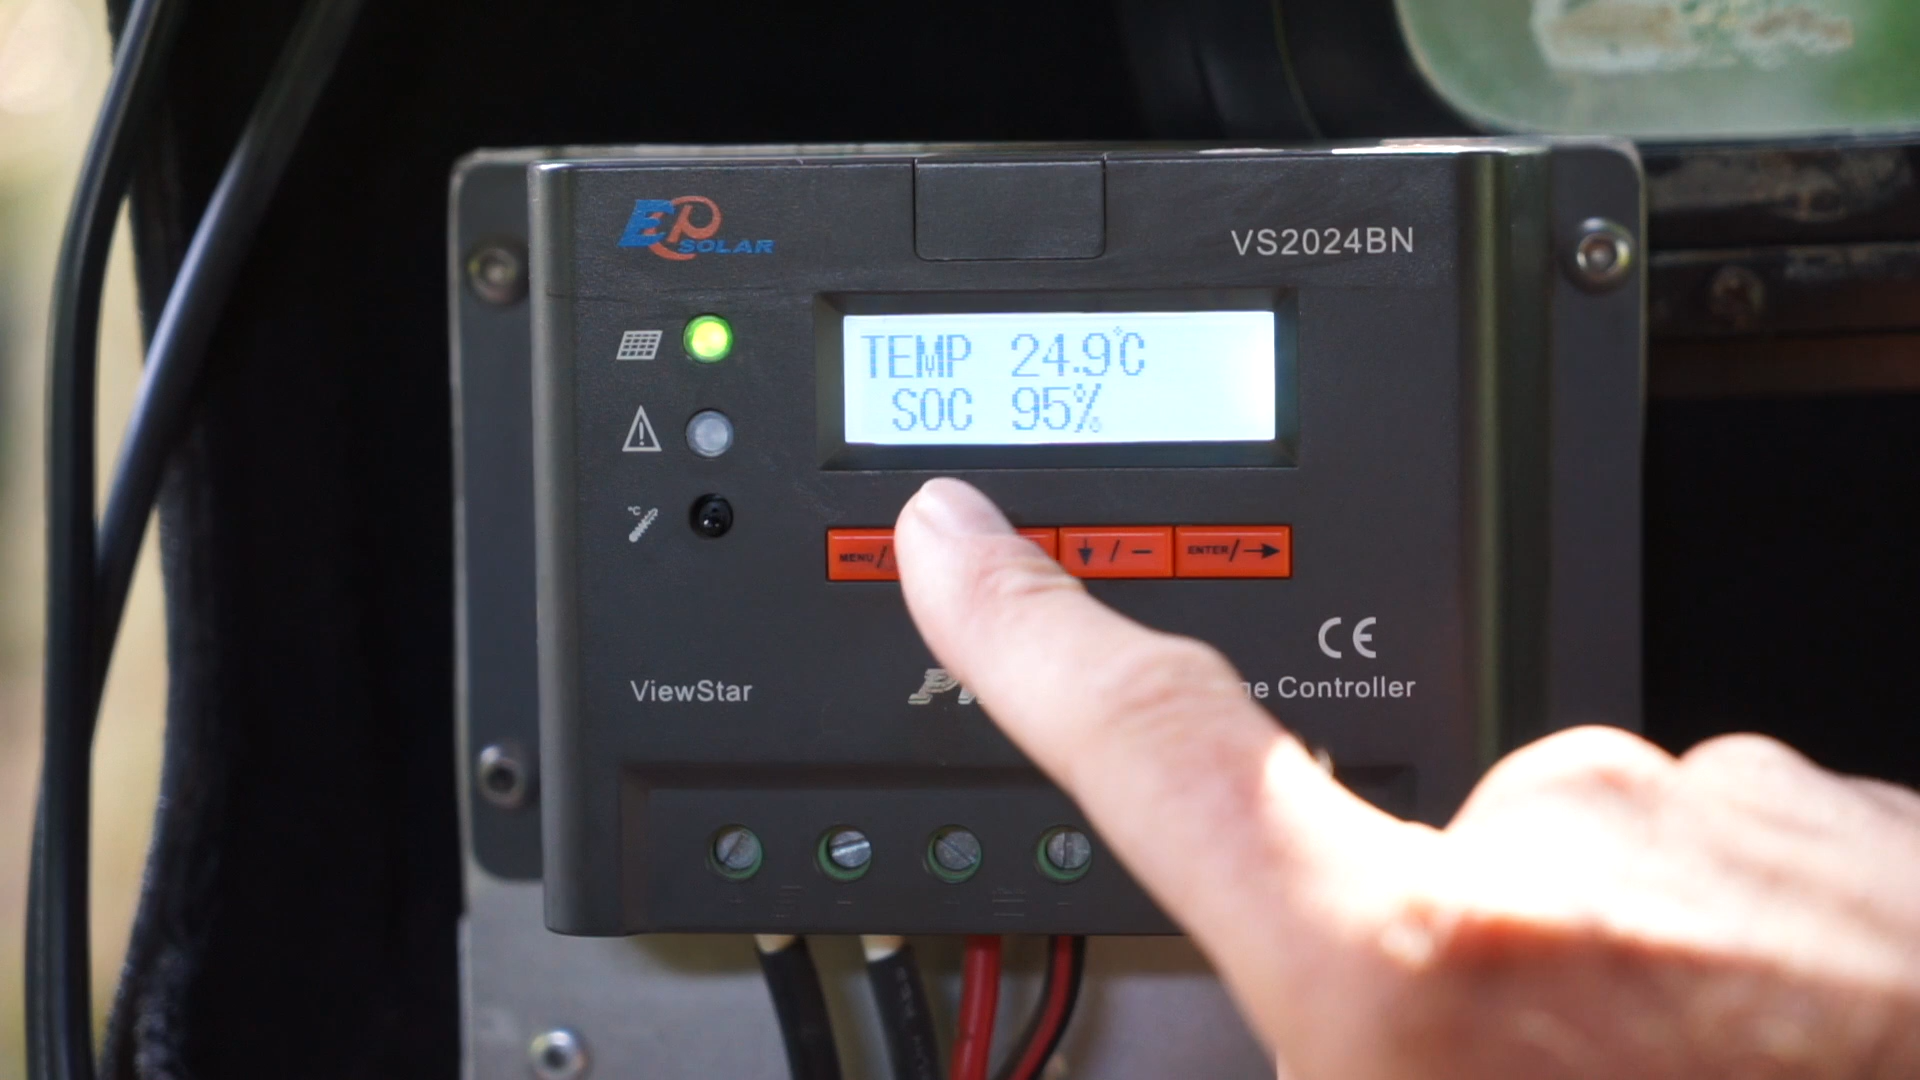 EP SOLAR
VS2024BN
TEMP 24.9°C
SOC 95%
°C
MENU/
/ −
ENTER/
CE
ViewStar
Controller